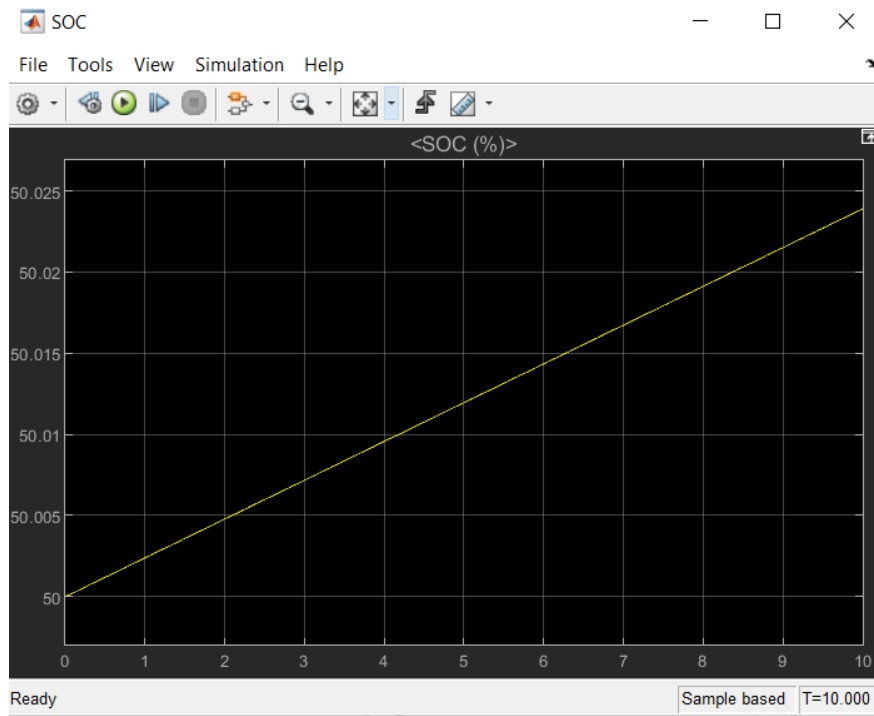 SOC
File Tools View Simulation Help
<SOC (%)>
50.025
50.02
50.015
50.01
50.005
50
0 1 2 3 4 5 6 7 8 9 10
Ready Sample based T=10.000